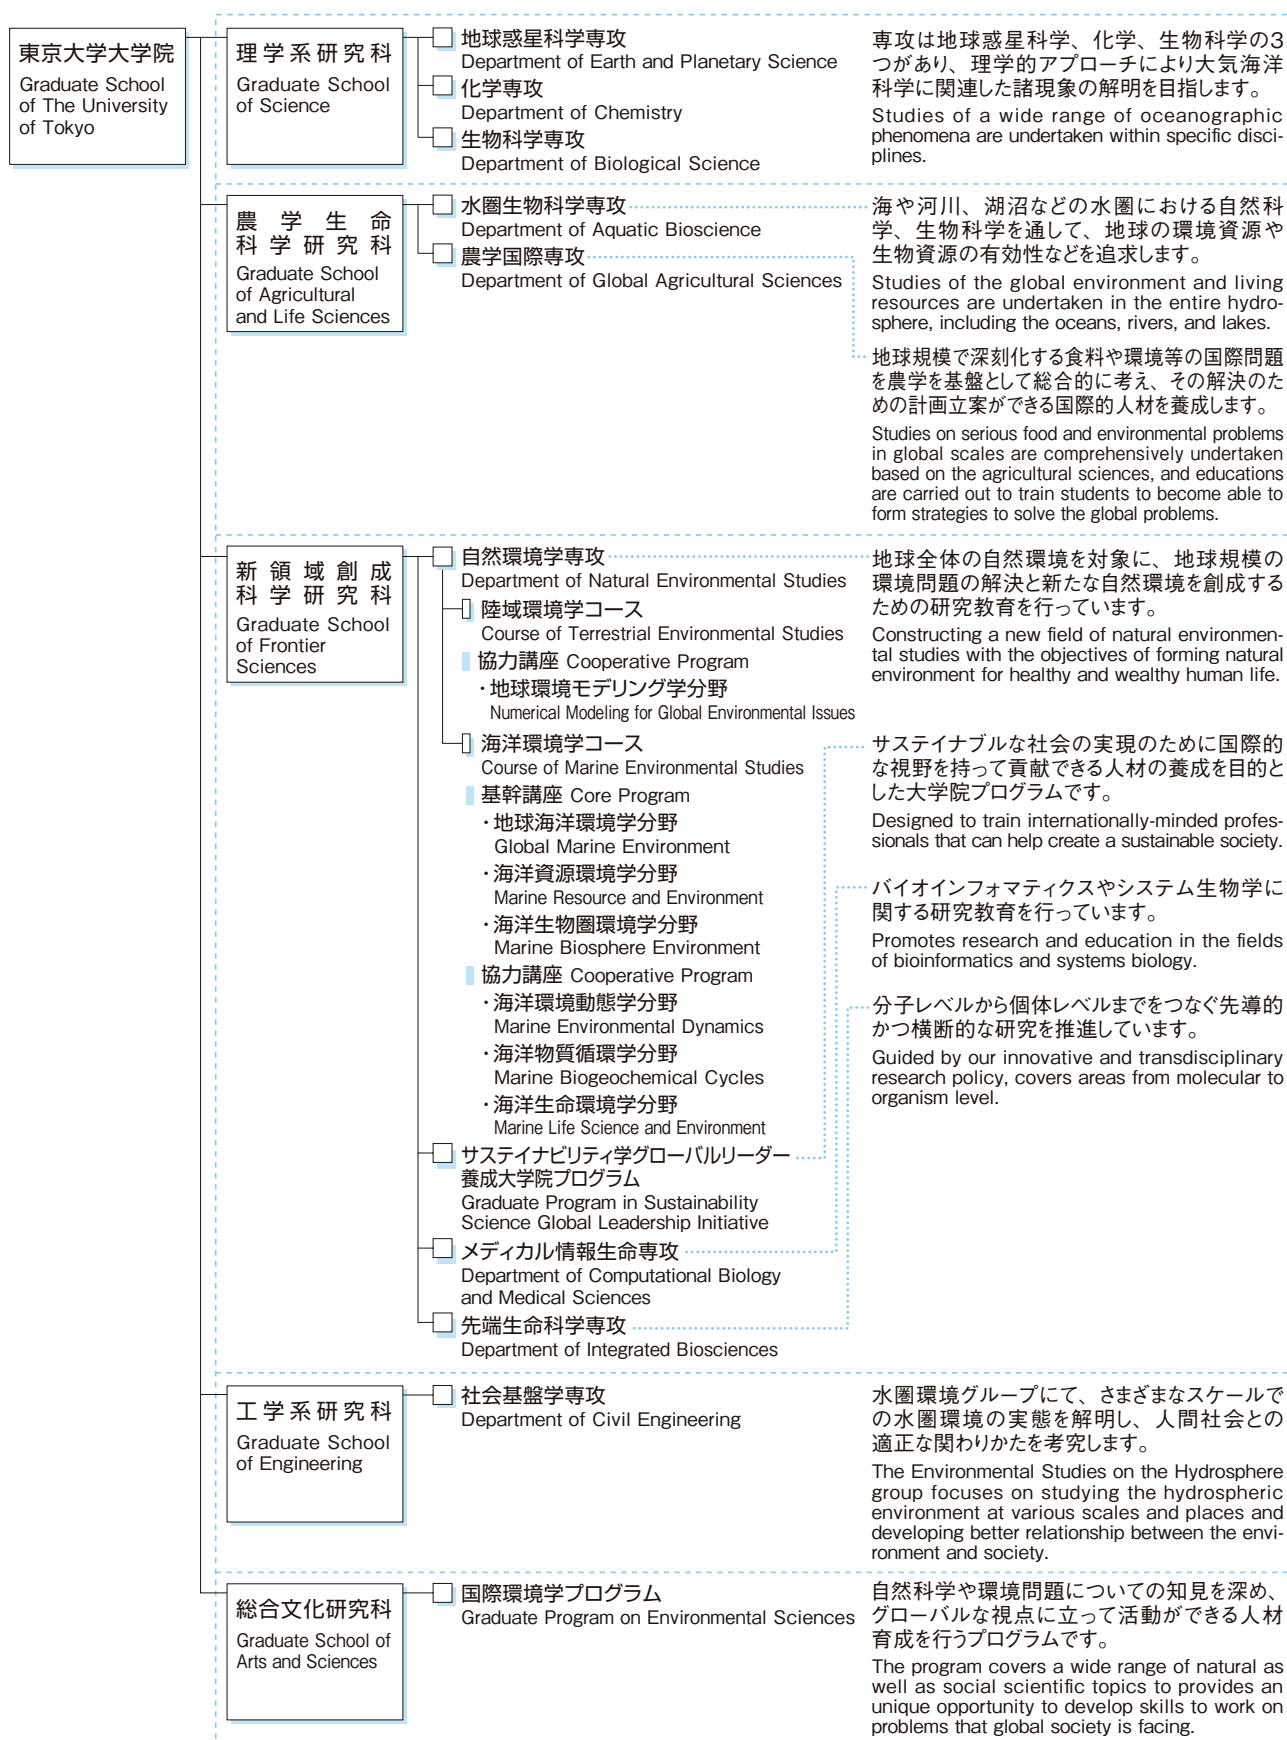 東京大学大学院
Graduate School
of The University
of Tokyo
理学系研究科
Graduate School
of Science
地球惑星科学専攻
Department of Earth and Planetary Science
化学専攻
Department of Chemistry
生物科学専攻
Department of Biological Science
専攻は地球惑星科学、化学、生物科学の3
つがあり、理学的アプローチにより大気海洋
科学に関連した諸現象の解明を目指します。
Studies of a wide range of oceanographic
phenomena are undertaken within specific disci-
plines.
農学生命
科学研究科
Graduate School
of Agricultural
and Life Sciences
水圏生物科学専攻
Department of Aquatic Bioscience
農学国際専攻
Department of Global Agricultural Sciences
海や河川、湖沼などの水圏における自然科
学、生物科学を通して、地球の環境資源や
生物資源の有効性などを追求します。
Studies of the global environment and living
resources are undertaken in the entire hydro-
sphere, including the oceans, rivers, and lakes.
地球規模で深刻化する食料や環境等の国際問題
を農学を基盤として総合的に考え、その解決のた
めの計画立案ができる国際的人材を養成します。
Studies on serious food and environmental problems
in global scales are comprehensively undertaken
based on the agricultural sciences, and educations
are carried out to train students to become able to
form strategies to solve the global problems.
新領域創成
科学研究科
Graduate School
of Frontier
Sciences
自然環境学専攻
Department of Natural Environmental Studies
陸域環境学コース
Course of Terrestrial Environmental Studies
協力講座 Cooperative Program
・地球環境モデリング学分野
Numerical Modeling for Global Environmental Issues
海洋環境学コース
Course of Marine Environmental Studies
基幹講座 Core Program
・地球海洋環境学分野
Global Marine Environment
・海洋資源環境学分野
Marine Resource and Environment
・海洋生物圏環境学分野
Marine Biosphere Environment
協力講座 Cooperative Program
・海洋環境動態学分野
Marine Environmental Dynamics
・海洋物質循環学分野
Marine Biogeochemical Cycles
・海洋生命環境学分野
Marine Life Science and Environment
サステイナビリティ学グローバルリーダー
養成大学院プログラム
Graduate Program in Sustainability
Science Global Leadership Initiative
メディカル情報生命専攻
Department of Computational Biology
and Medical Sciences
先端生命科学専攻
Department of Integrated Biosciences
地球全体の自然環境を対象に、地球規模の
環境問題の解決と新たな自然環境を創成する
ための研究教育を行っています。
Constructing a new field of natural environmen-
tal studies with the objectives of forming natural
environment for healthy and wealthy human life.
サステイナブルな社会の実現のために国際的
な視野を持って貢献できる人材の養成を目的と
した大学院プログラムです。
Designed to train internationally-minded profes-
sionals that can help create a sustainable society.
バイオインフォマティクスやシステム生物学に
関する研究教育を行っています。
Promotes research and education in the fields
of bioinformatics and systems biology.
分子レベルから個体レベルまでをつなぐ先導的
かつ横断的な研究を推進しています。
Guided by our innovative and transdisciplinary
research policy, covers areas from molecular to
organism level.
工学系研究科
Graduate School
of Engineering
社会基盤学専攻
Department of Civil Engineering
水圏環境グループにて、さまざまなスケールで
の水圏環境の実態を解明し、人間社会との
適正な関わりかたを考究します。
The Environmental Studies on the Hydrosphere
group focuses on studying the hydrospheric
environment at various scales and places and
developing better relationship between the envi-
ronment and society.
総合文化研究科
Graduate School of
Arts and Sciences
国際環境学プログラム
Graduate Program on Environmental Sciences
自然科学や環境問題についての知見を深め、
グローバルな視点に立って活動ができる人材
育成を行うプログラムです。
The program covers a wide range of natural as
well as social scientific topics to provides an
unique opportunity to develop skills to work on
problems that global society is facing.